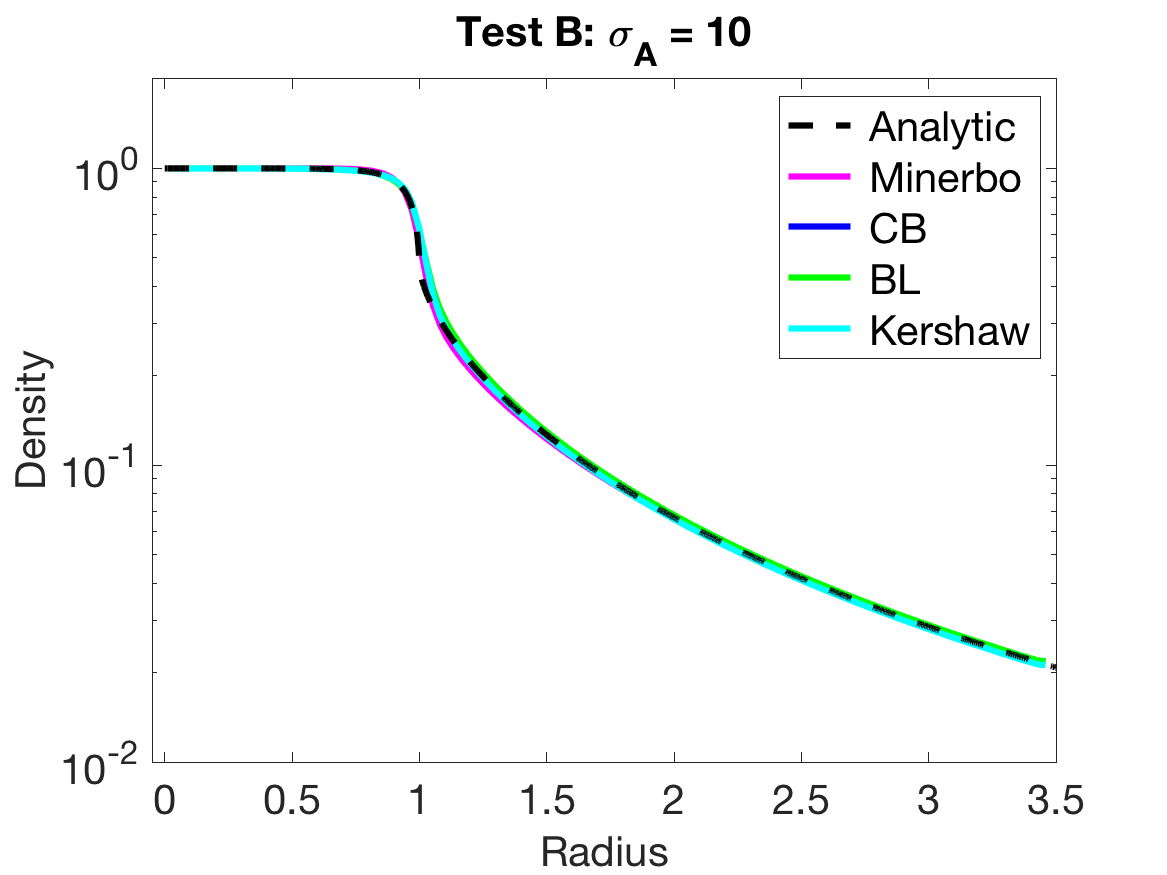 Test B: σ_A = 10
Analytic
Minerbo
CB
BL
Kershaw
Density
10^0
10^-1
10^-2
0 0.5 1 1.5 2 2.5 3 3.5
Radius